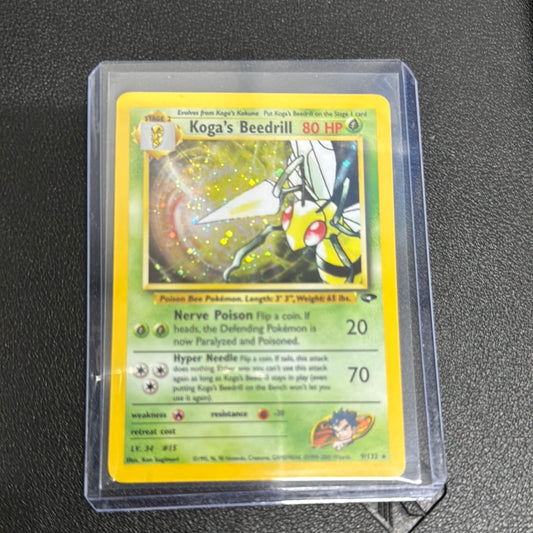 Evolves from Koga's Kakuna Put Koga's Beedrill on the Stage 1 card
STAGE 2
Koga's Beedrill 80 HP
Poison Bee Pokémon. Length: 3' 3", Weight: 65 lbs.
Nerve Poison Flip a coin. If
heads, the Defending Pokémon is
now Paralyzed and Poisoned.
20
Hyper Needle Flip a coin. If tails, this attack
does nothing. Either way you can't use this attack
again as long as Koga's Beedrill stays in play (even
putting Koga's Beedrill on the Bench won't let you
use it again).
70
weakness resistance -30
retreat cost
LV. 34 #15
Illus. Ken Sugimori
9/132